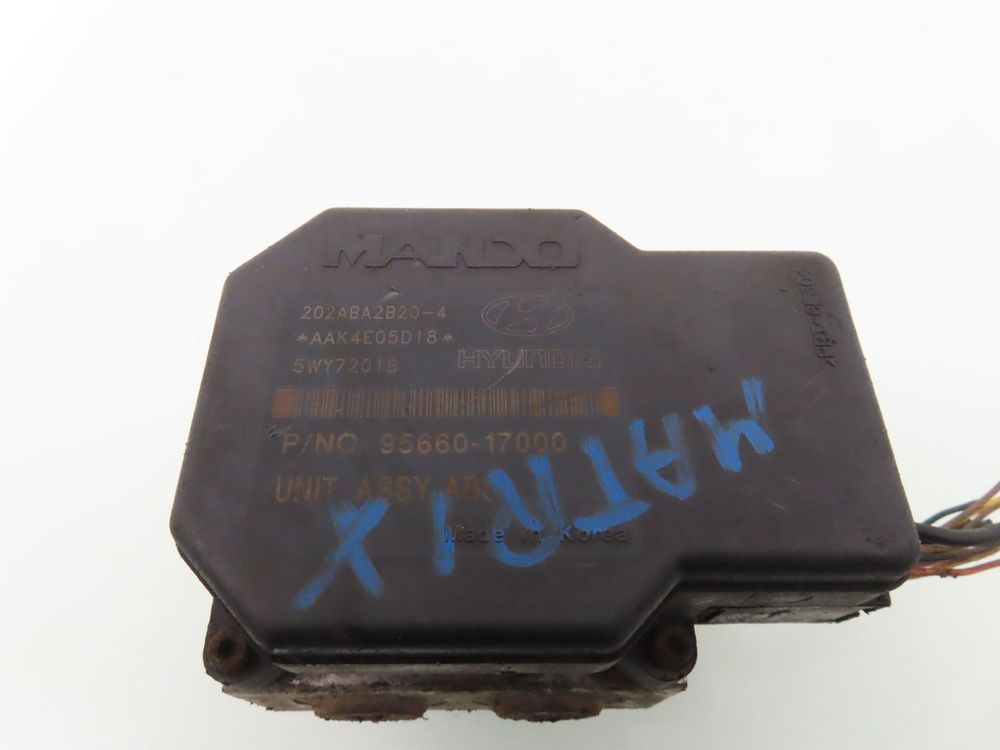 MANDO
202ABA2B20-4
*AAK4E05D18*
5WY7201B
HYUNDAI
P/NO 95660-17000
UNIT ASSY-ABS
Made in Korea
MATRIX